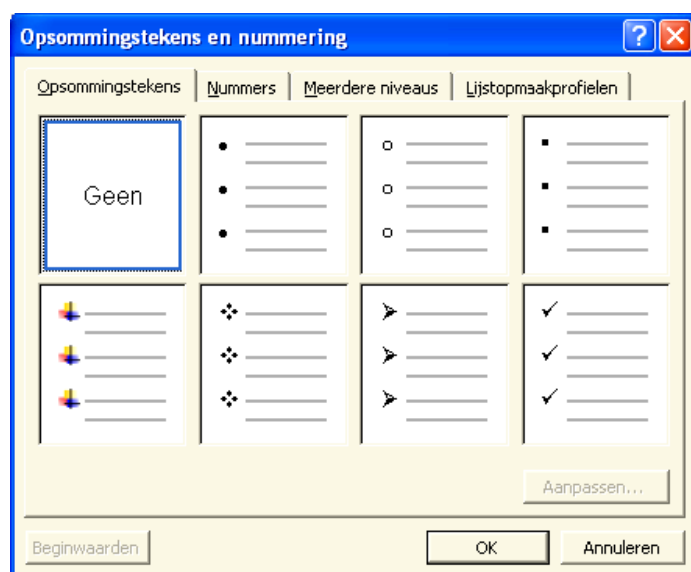 Opsommingstekens en nummering
Opsommingstekens Nummers Meerdere niveaus Lijstopmaakprofielen
Geen
Aanpassen...
Beginwaarden OK Annuleren